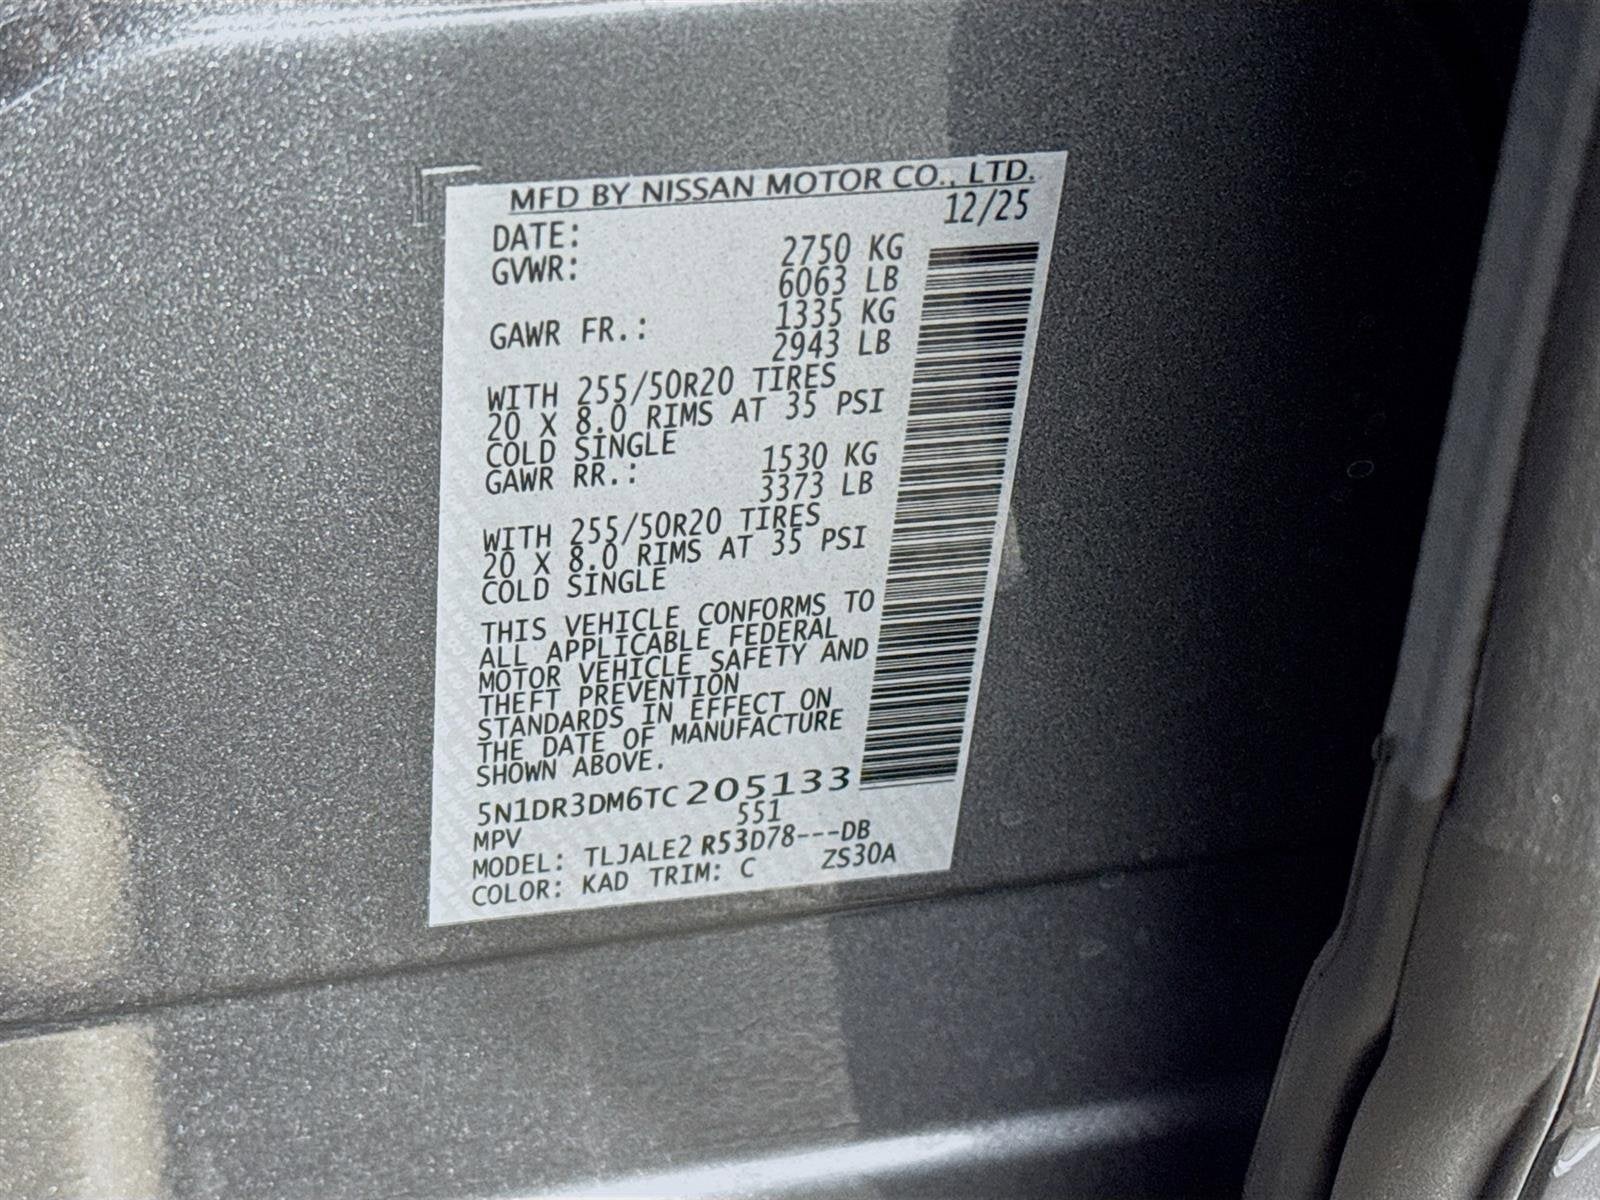 MFD BY NISSAN MOTOR CO., LTD.
DATE: 12/25
GVWR: 2750 KG
6063 LB
GAWR FR.: 1335 KG
2943 LB
WITH 255/50R20 TIRES
20 X 8.0 RIMS AT 35 PSI
COLD SINGLE
GAWR RR.: 1530 KG
3373 LB
WITH 255/50R20 TIRES
20 X 8.0 RIMS AT 35 PSI
COLD SINGLE
THIS VEHICLE CONFORMS TO
ALL APPLICABLE FEDERAL
MOTOR VEHICLE SAFETY AND
THEFT PREVENTION
STANDARDS IN EFFECT ON
THE DATE OF MANUFACTURE
SHOWN ABOVE.
5N1DR3DM6TC205133
MPV 551
MODEL: TLJALE2 R53D78---DB
COLOR: KAD TRIM: C ZS30A